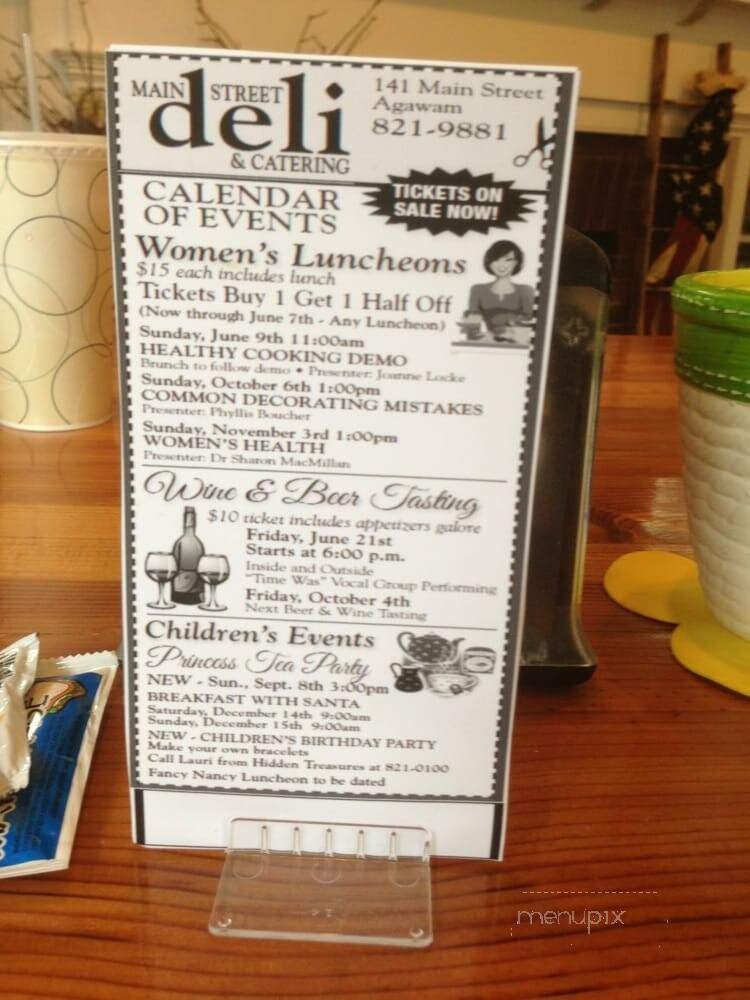 MAIN STREET
deli
& CATERING
141 Main Street
Agawam
821-9881
CALENDAR
OF EVENTS
TICKETS ON
SALE NOW!
Women's Luncheons
$15 each includes lunch
Tickets Buy 1 Get 1 Half Off
(Now through June 7th - Any Luncheon)
Sunday, June 9th 11:00am
HEALTHY COOKING DEMO
Brunch to follow demo • Presenter: Joanne Locke
Sunday, October 6th 1:00pm
COMMON DECORATING MISTAKES
Presenter: Phyllis Boucher
Sunday, November 3rd 1:00pm
WOMEN'S HEALTH
Presenter: Dr Sharon MacMillan
Wine & Beer Tasting
$10 ticket includes appetizers galore
Friday, June 21st
Starts at 6:00 p.m.
Inside and Outside
"Time Was" Vocal Group Performing
Friday, October 4th
Next Beer & Wine Tasting
Children's Events
Princess Tea Party
NEW - Sun., Sept. 8th 3:00pm
BREAKFAST WITH SANTA
Saturday, December 14th 9:00am
Sunday, December 15th 9:00am
NEW - CHILDREN'S BIRTHDAY PARTY
Make your own bracelets
Call Lauri from Hidden Treasures at 821-0100
Fancy Nancy Luncheon to be dated
menupix